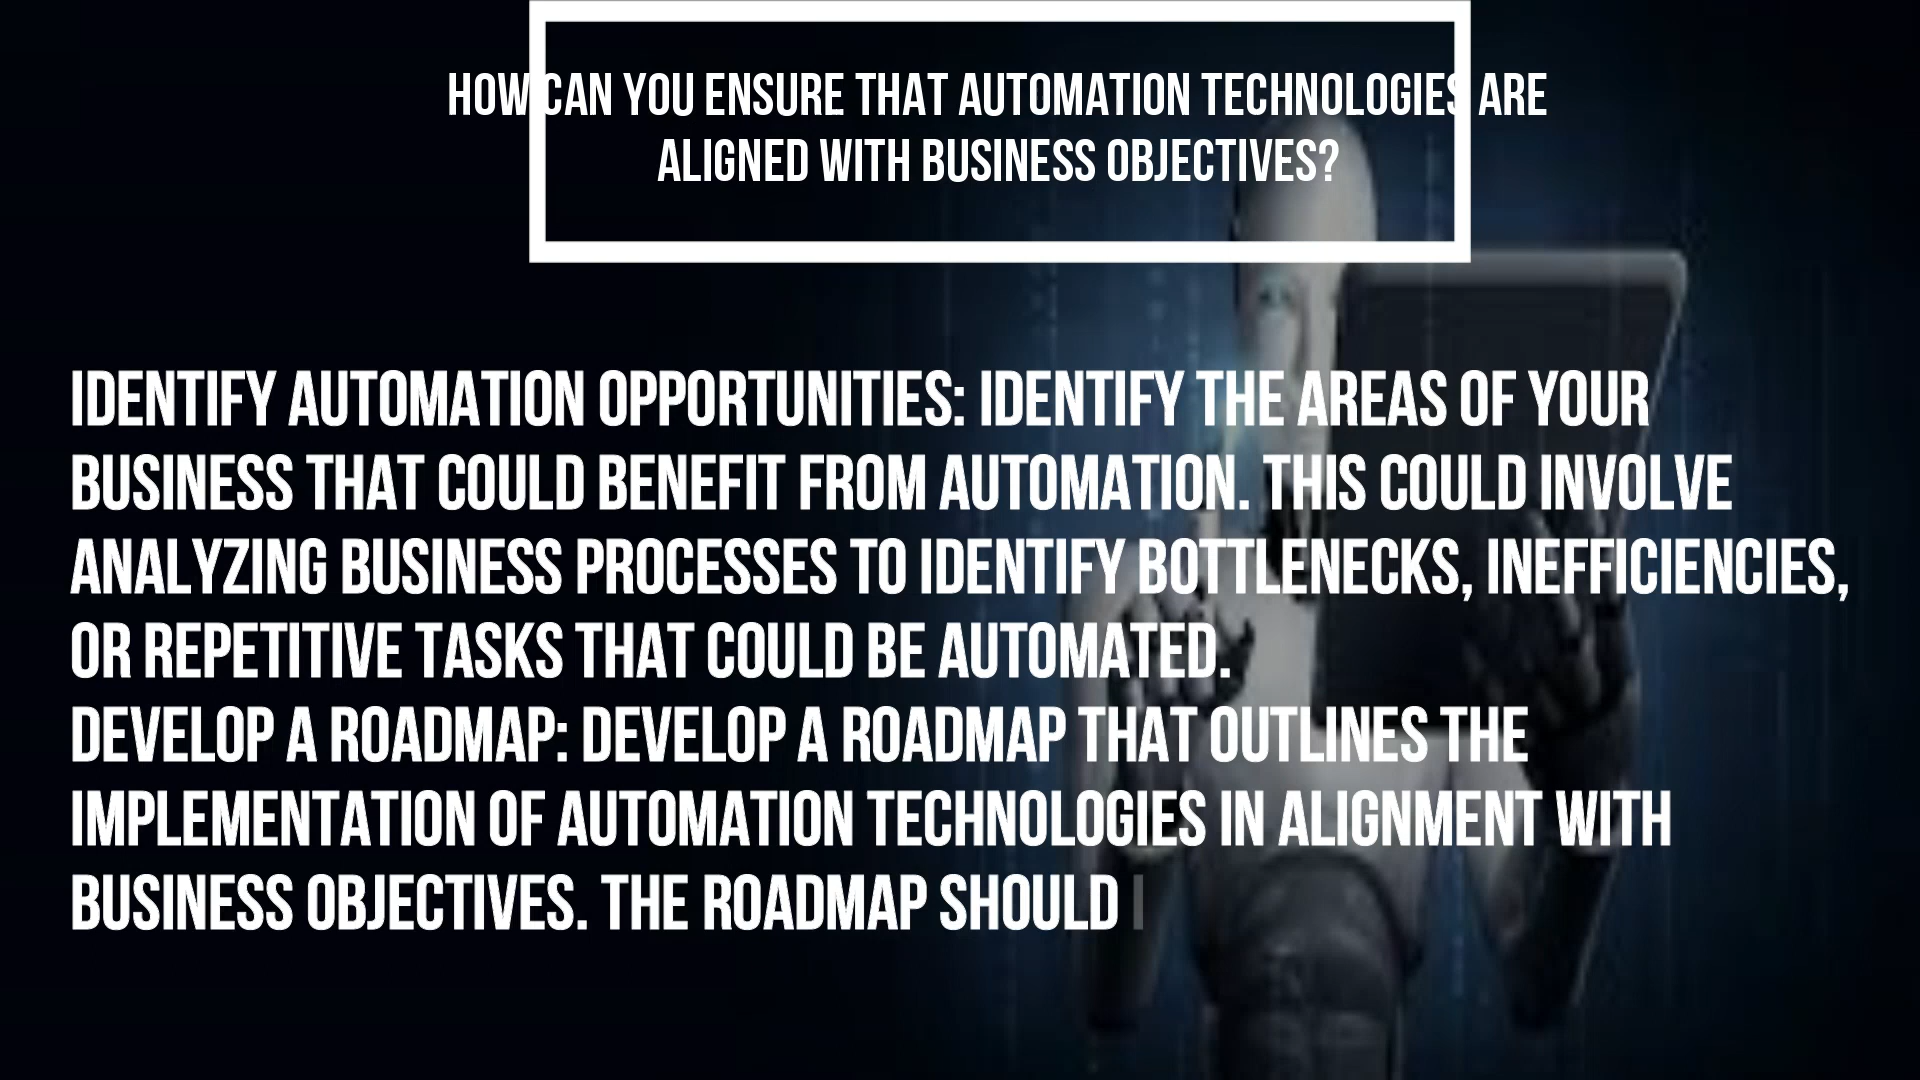 HOW CAN YOU ENSURE THAT AUTOMATION TECHNOLOGIES ARE
ALIGNED WITH BUSINESS OBJECTIVES?
IDENTIFY AUTOMATION OPPORTUNITIES: IDENTIFY THE AREAS OF YOUR
BUSINESS THAT COULD BENEFIT FROM AUTOMATION. THIS COULD INVOLVE
ANALYZING BUSINESS PROCESSES TO IDENTIFY BOTTLENECKS, INEFFICIENCIES,
OR REPETITIVE TASKS THAT COULD BE AUTOMATED.
DEVELOP A ROADMAP: DEVELOP A ROADMAP THAT OUTLINES THE
IMPLEMENTATION OF AUTOMATION TECHNOLOGIES IN ALIGNMENT WITH
BUSINESS OBJECTIVES. THE ROADMAP SHOULD I